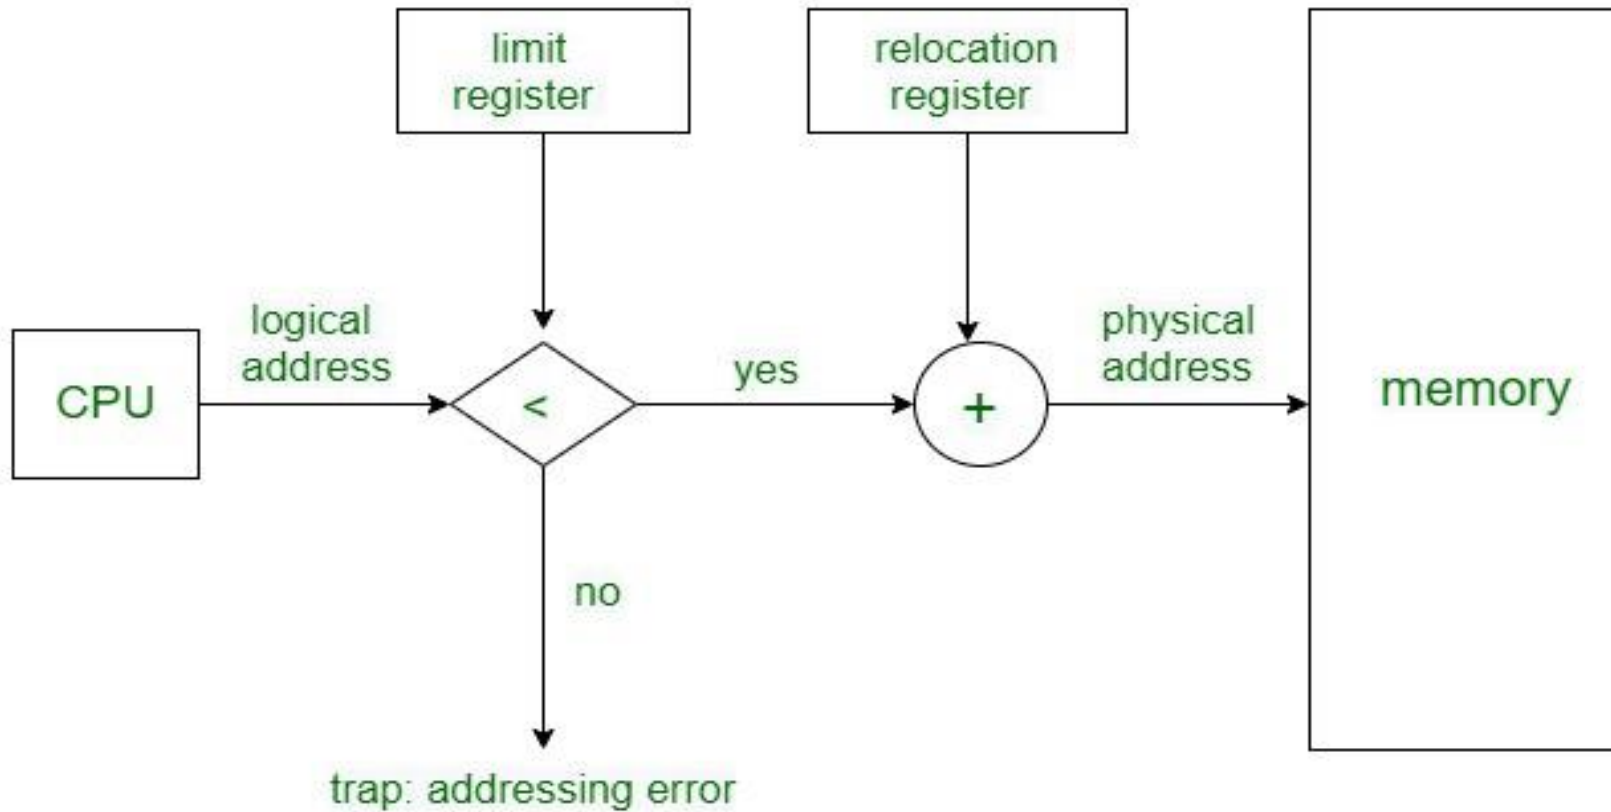 limit
register
relocation
register
logical
address
physical
address
CPU
<
yes
+
memory
no
trap: addressing error